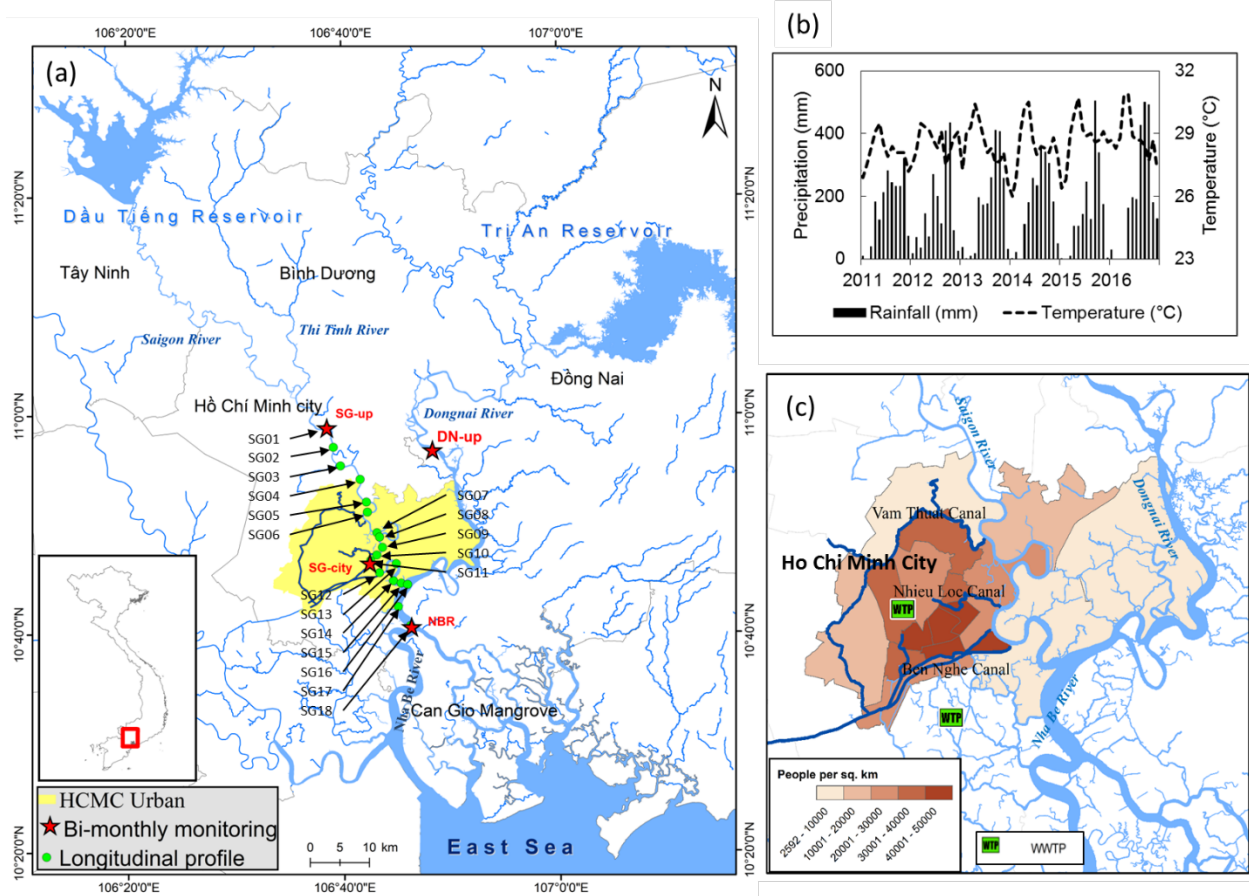 106°20'0"E
106°40'0"E
107°0'0"E
(a)
N
11°20'0"N
11°20'0"N
Dầu Tiếng Reservoir
Trị An Reservoir
Tây Ninh
Bình Dương
Saigon River
Thi Tinh River
Đồng Nai
11°0'0"N
11°0'0"N
Hồ Chí Minh city
SG-up
Dongnai River
DN-up
SG01
SG02
SG03
SG04
SG05
SG06
SG07
SG08
SG09
SG10
SG11
SG-city
SG12
SG13
SG14
SG15
SG16
SG17
SG18
NBR
10°40'0"N
10°40'0"N
Nha Be River
Can Gio Mangrove
HCMC Urban
Bi-monthly monitoring
Longitudinal profile
0 5 10 km
East Sea
10°20'0"N
10°20'0"N
106°20'0"E
106°40'0"E
107°0'0"E
(b)
600
400
200
0
Precipitation (mm)
32
29
26
23
Temperature (°C)
2011 2012 2013 2014 2015 2016
Rainfall (mm)
Temperature (°C)
(c)
Saigon River
Dongnai River
Vam Thuat Canal
Ho Chi Minh City
Nhieu Loc Canal
WTP
Ben Nghe Canal
WTP
Nha Be River
People per sq. km
2592 - 10000
10001 - 20000
20001 - 30000
30001 - 40000
40001 - 50000
WTP
WWTP